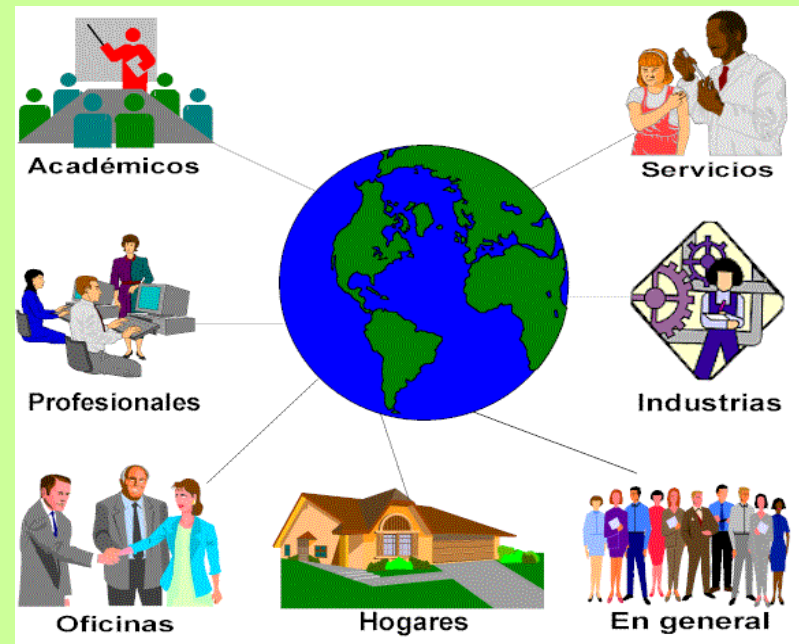 Académicos
Servicios
Profesionales
Industrias
Oficinas
Hogares
En general